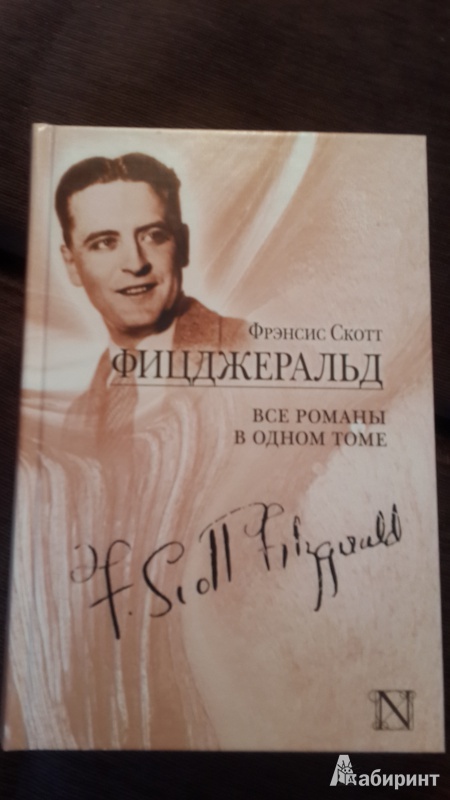 Фрэнсис Скотт
ФИЦДЖЕРАЛЬД
ВСЕ РОМАНЫ
В ОДНОМ ТОМЕ
F. Scott Fitzgerald
N
Лабиринт